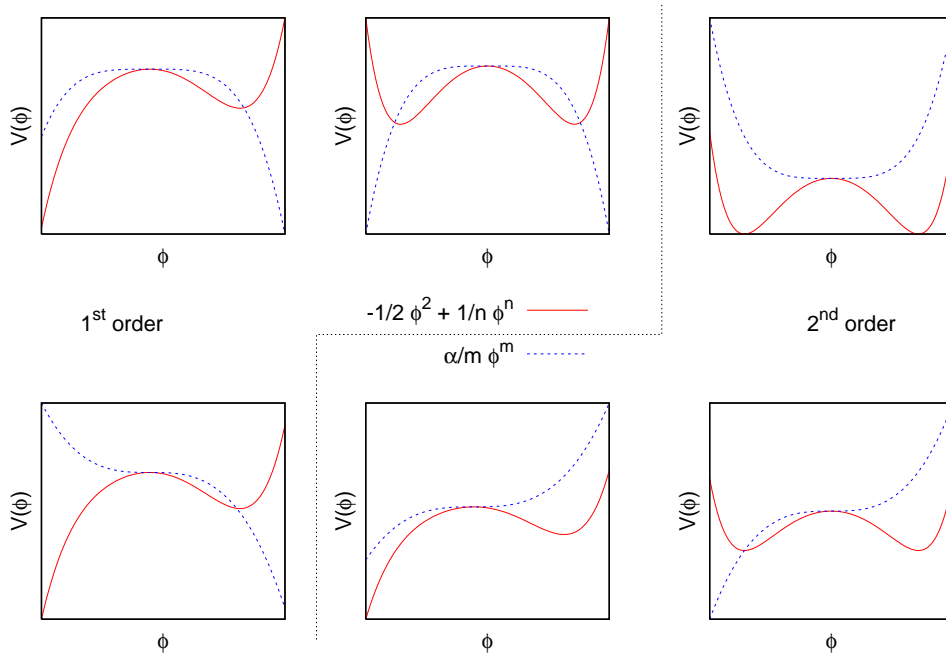 V(ϕ)
V(ϕ)
V(ϕ)
ϕ
ϕ
ϕ
1st order
-1/2 ϕ2 + 1/n ϕn
2nd order
α/m ϕm
V(ϕ)
V(ϕ)
V(ϕ)
ϕ
ϕ
ϕ